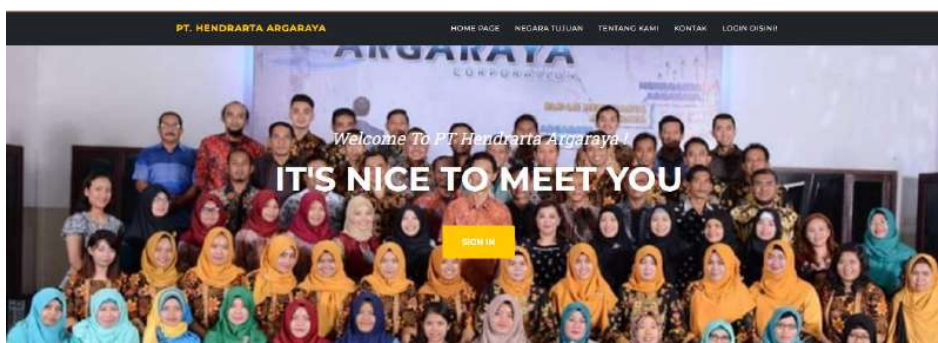 PT. HENDRARTA ARGARAYA
HOME PAGE NEGARA TUJUAN TENTANG KAMI KONTAK LOGIN DISINI!
ARGARAYA
CORPORATION
Welcome To PT Hendrarta Argaraya !
IT'S NICE TO MEET YOU
SIGN IN